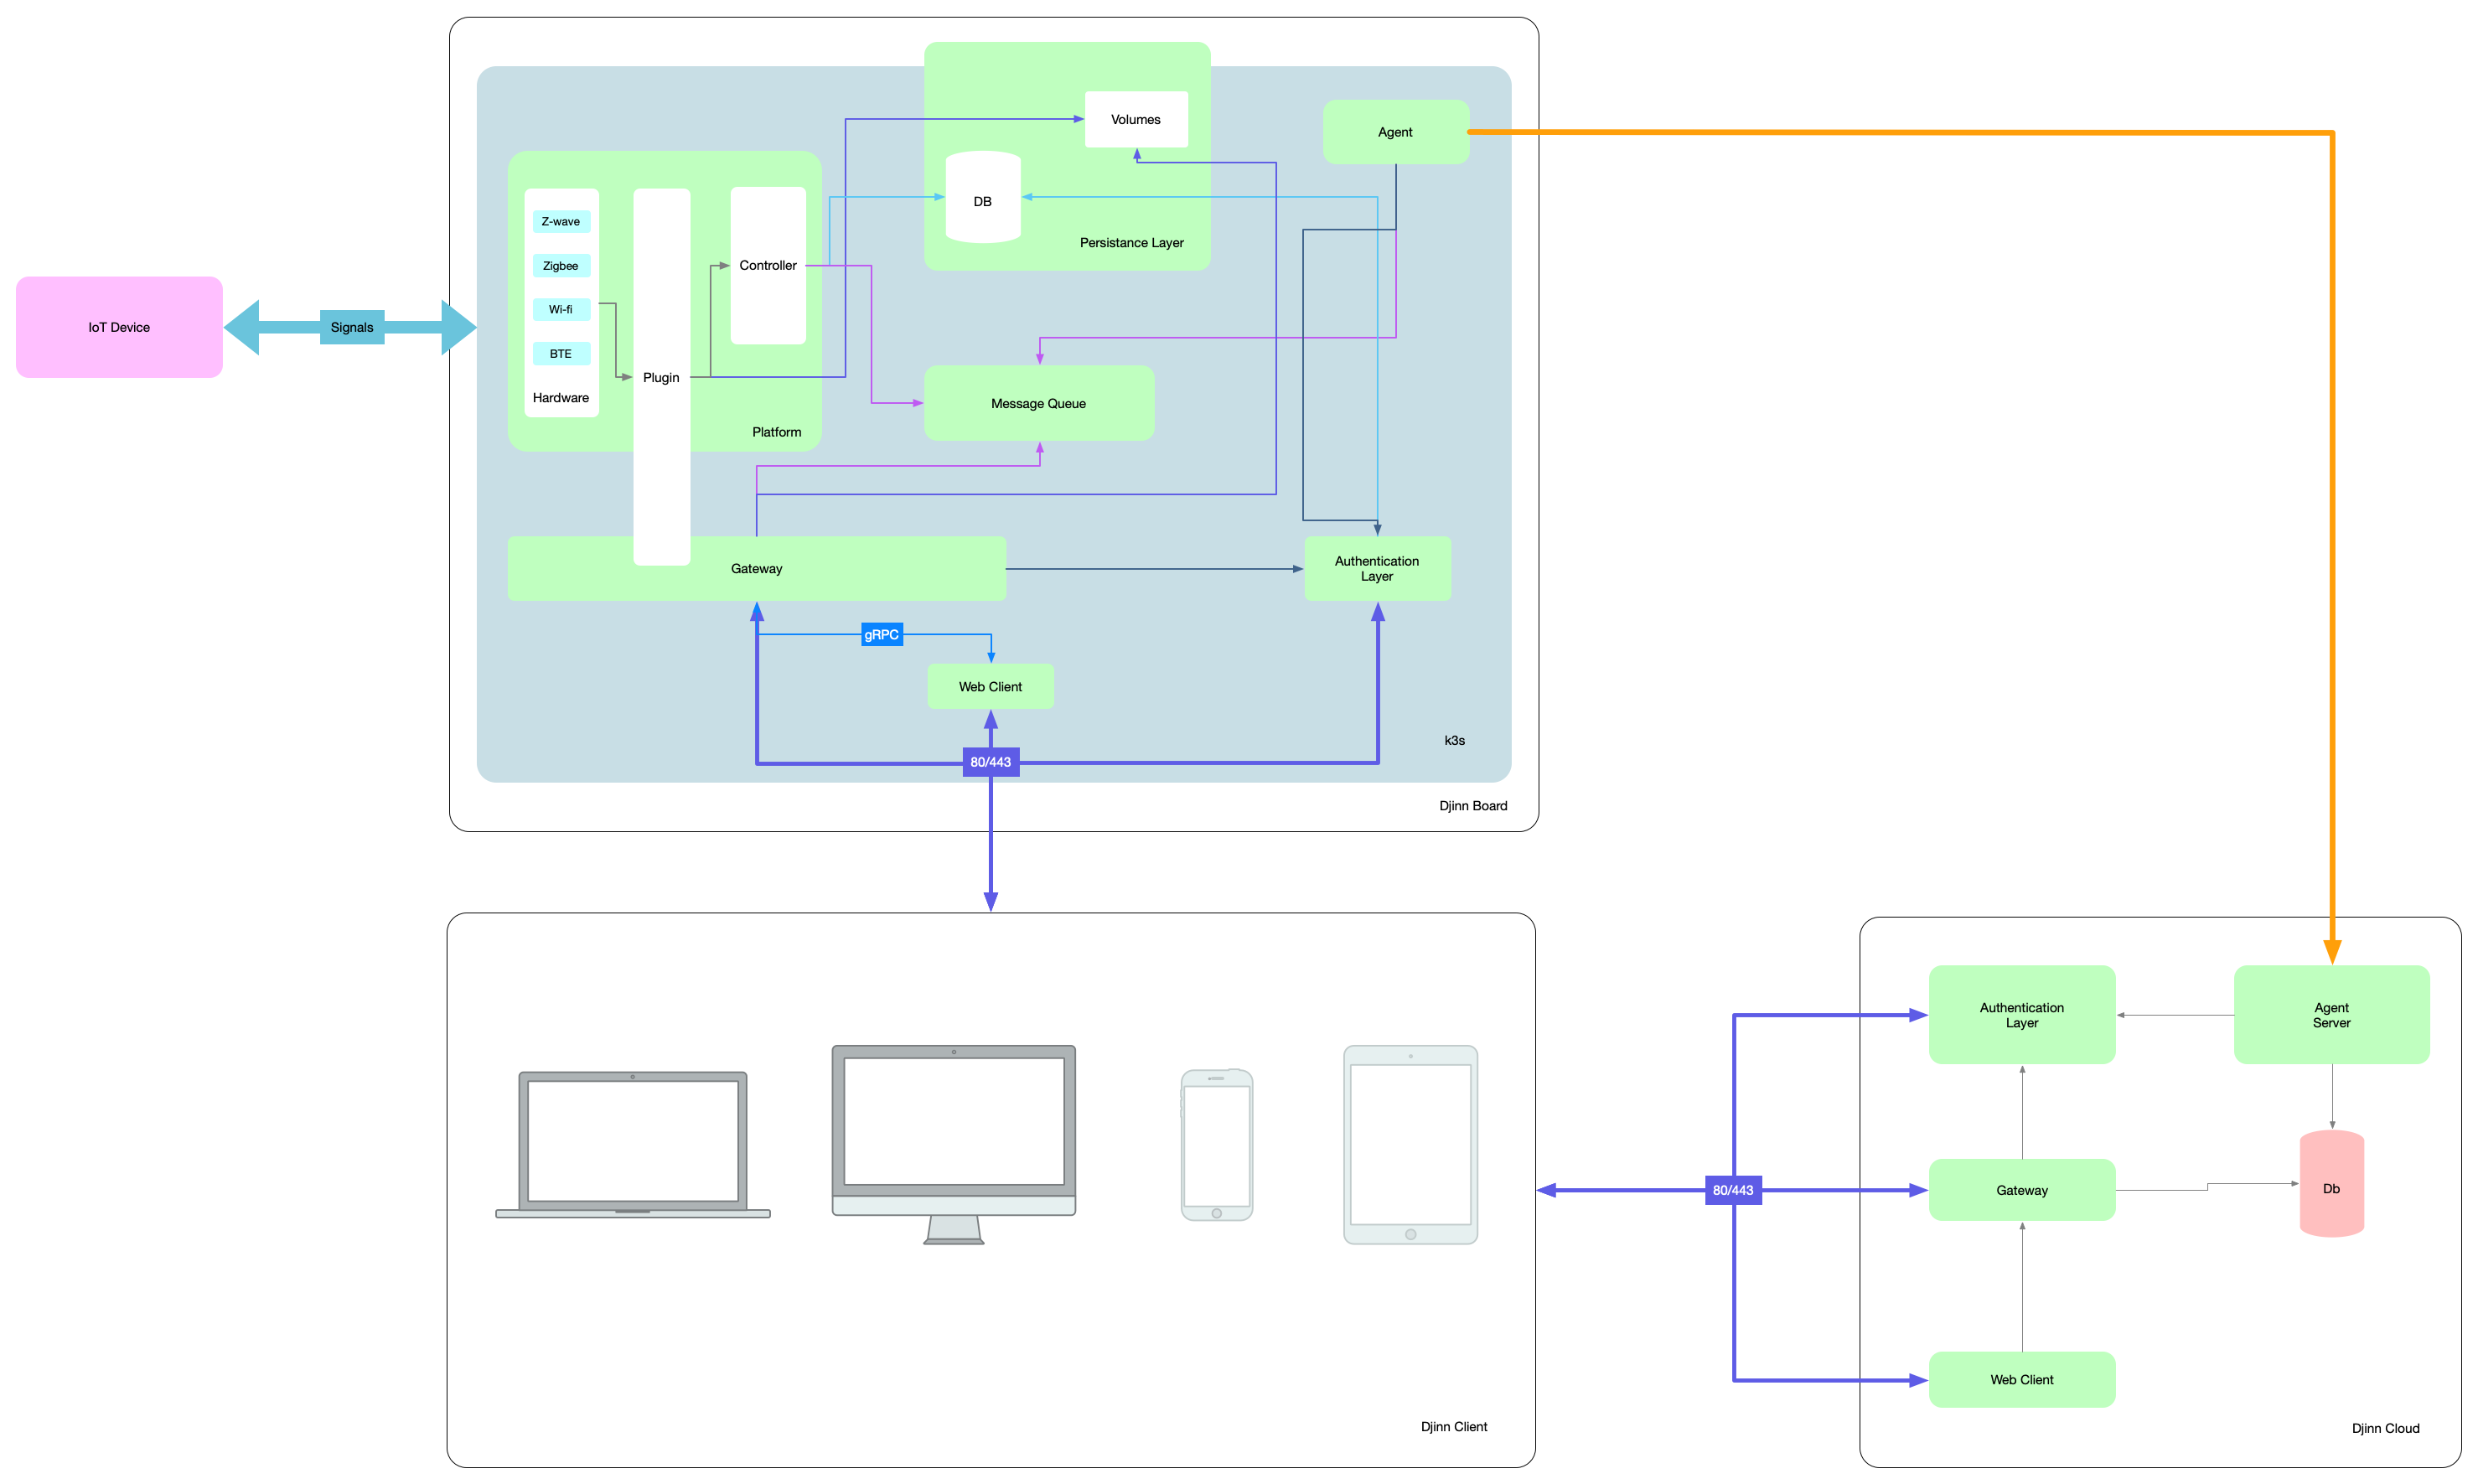 Volumes
Agent
DB
Persistance Layer
Z-wave
Zigbee
Wi-fi
BTE
Hardware
Plugin
Controller
Platform
IoT Device
Signals
Message Queue
Gateway
Authentication
Layer
gRPC
Web Client
80/443
k3s
Djinn Board
Djinn Client
80/443
Authentication
Layer
Agent
Server
Gateway
Db
Web Client
Djinn Cloud